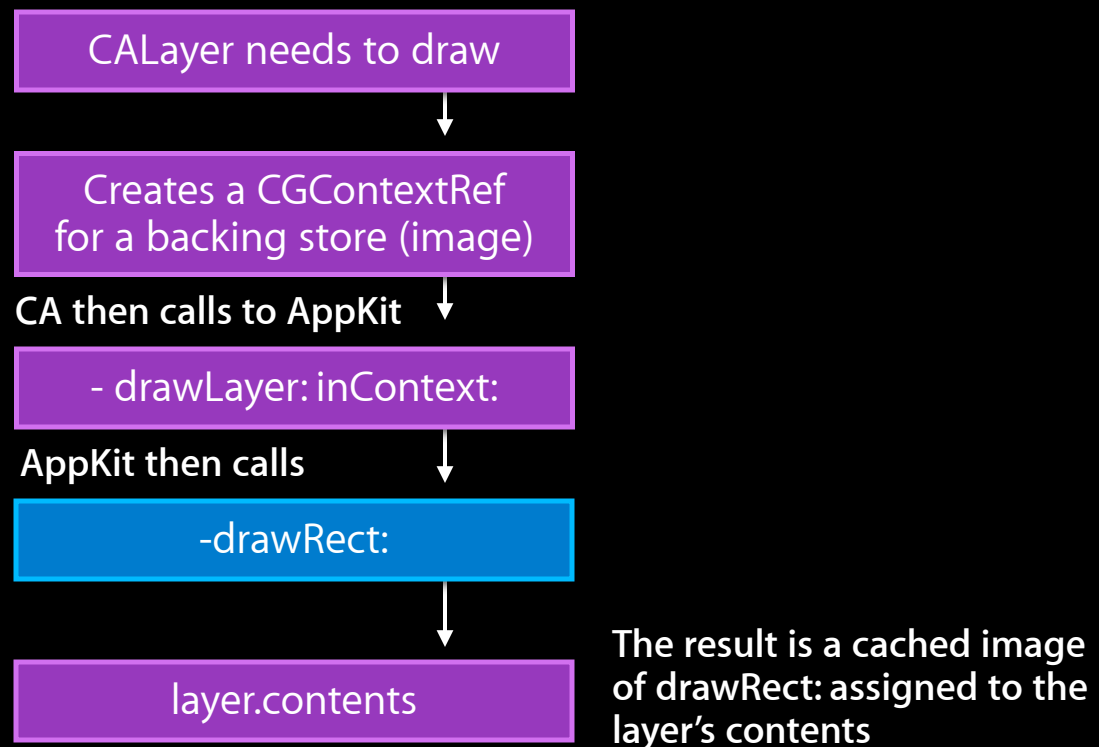 CALayer needs to draw
Creates a CGContextRef
for a backing store (image)
CA then calls to AppKit
- drawLayer: inContext:
AppKit then calls
-drawRect:
layer.contents
The result is a cached image
of drawRect: assigned to the
layer’s contents